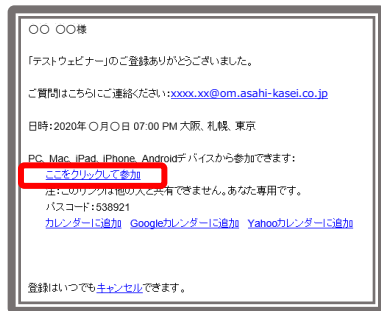 ○○ ○○様
「テストウェビナー」のご登録ありがとうございました。
ご質問はこちらにご連絡ください:xxxx.xx@om.asahi-kasei.co.jp
日時:2020年○月○日 07:00 PM 大阪、札幌、東京
PC、Mac、iPad、iPhone、Androidデバイスから参加できます:
ここをクリックして参加
注:このリンクは他の人と共有できません。あなた専用です。
パスコード:538921
カレンダーに追加 Googleカレンダーに追加 Yahooカレンダーに追加
登録はいつでもキャンセルできます。